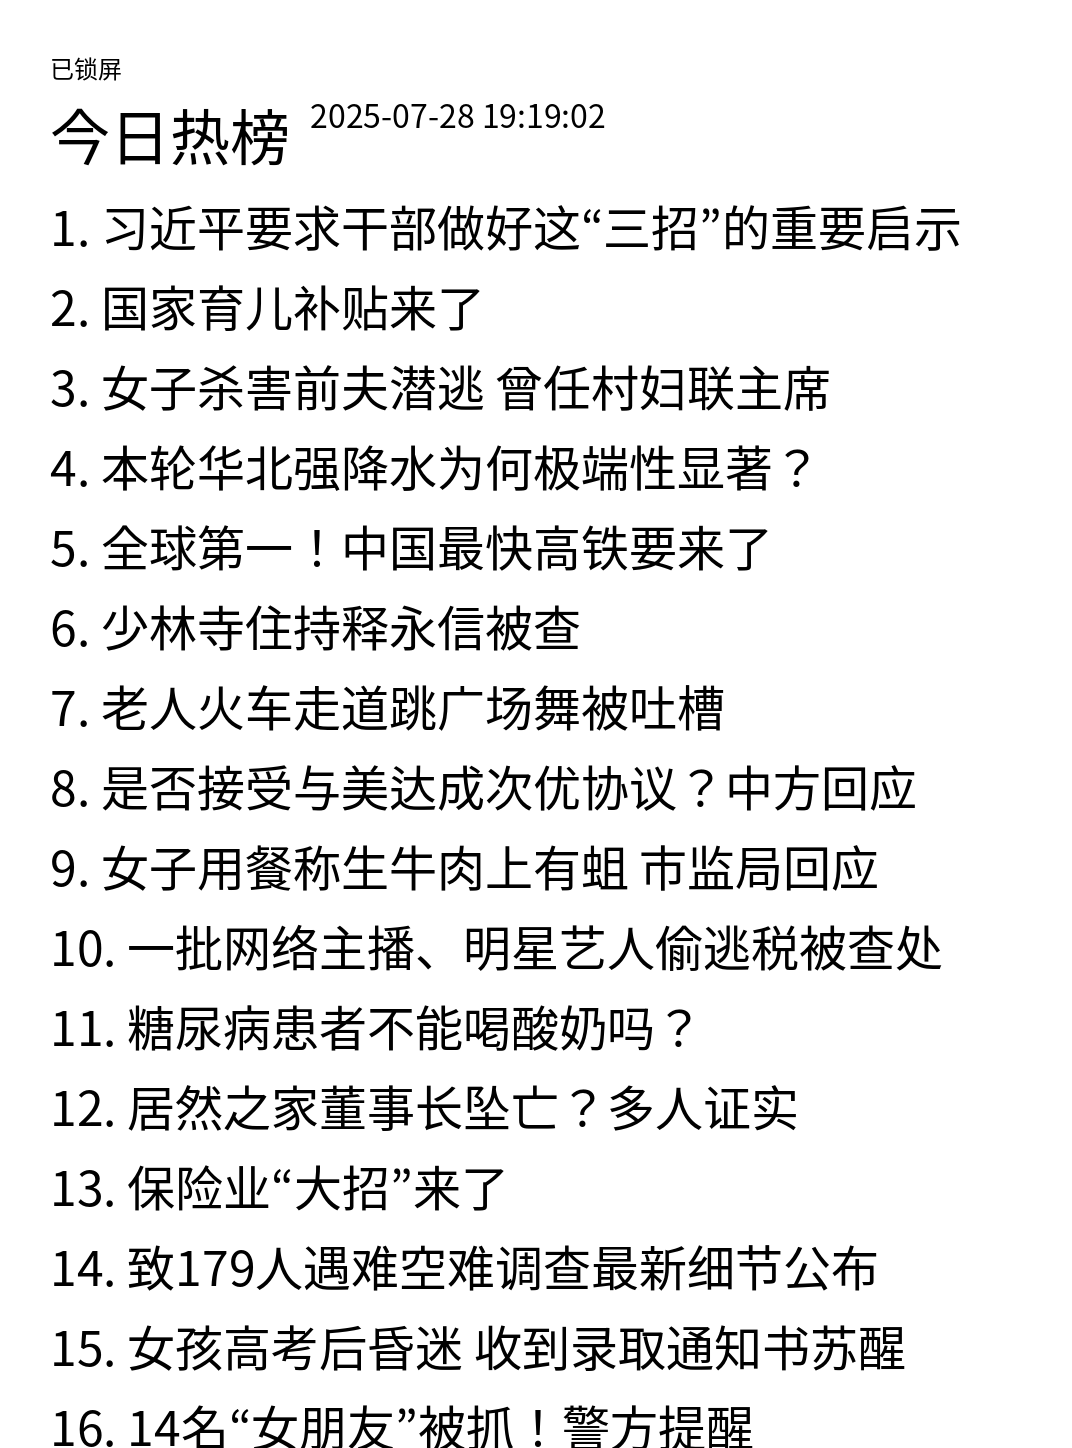 已锁屏
今日热榜 2025-07-28 19:19:02
1. 习近平要求干部做好这“三招”的重要启示
2. 国家育儿补贴来了
3. 女子杀害前夫潜逃 曾任村妇联主席
4. 本轮华北强降水为何极端性显著？
5. 全球第一！中国最快高铁要来了
6. 少林寺住持释永信被查
7. 老人火车走道跳广场舞被吐槽
8. 是否接受与美达成次优协议？中方回应
9. 女子用餐称生牛肉上有蛆 市监局回应
10. 一批网络主播、明星艺人偷逃税被查处
11. 糖尿病患者不能喝酸奶吗？
12. 居然之家董事长坠亡？多人证实
13. 保险业“大招”来了
14. 致179人遇难空难调查最新细节公布
15. 女孩高考后昏迷 收到录取通知书苏醒
16. 14名“女朋友”被抓！警方提醒